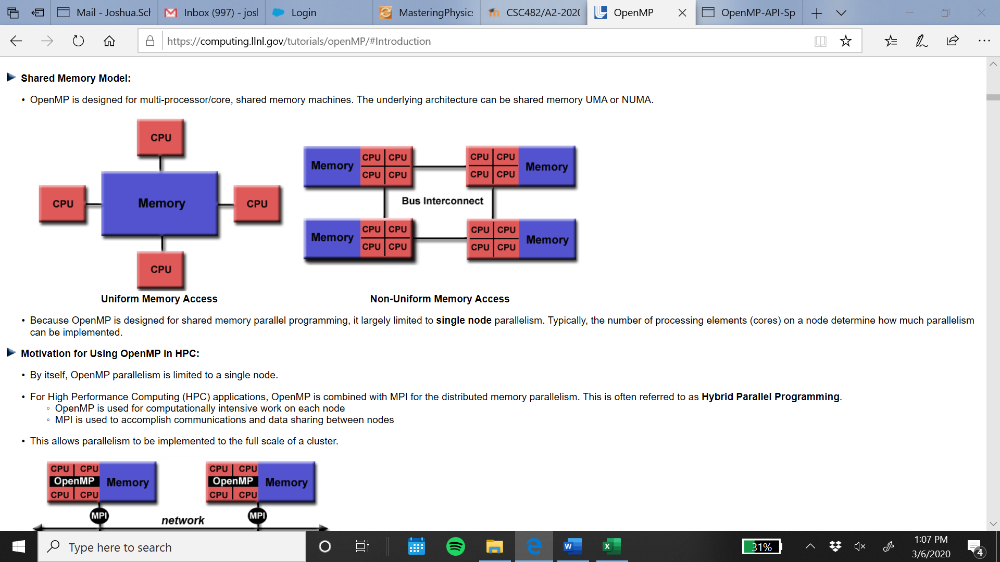 Mail - Joshua.Sch
Inbox (997) - josl
Login
MasteringPhysics
CSC482/A2-2020
OpenMP
OpenMP-API-Sp
https://computing.llnl.gov/tutorials/openMP/#Introduction
Shared Memory Model:
• OpenMP is designed for multi-processor/core, shared memory machines. The underlying architecture can be shared memory UMA or NUMA.
CPU
CPU
Memory
CPU
CPU
Memory
CPU CPU
CPU CPU
CPU CPU
CPU CPU
Memory
Bus Interconnect
Memory
CPU CPU
CPU CPU
CPU CPU
CPU CPU
Memory
Uniform Memory Access
Non-Uniform Memory Access
• Because OpenMP is designed for shared memory parallel programming, it largely limited to single node parallelism. Typically, the number of processing elements (cores) on a node determine how much parallelism
can be implemented.
Motivation for Using OpenMP in HPC:
• By itself, OpenMP parallelism is limited to a single node.
• For High Performance Computing (HPC) applications, OpenMP is combined with MPI for the distributed memory parallelism. This is often referred to as Hybrid Parallel Programming.
◦ OpenMP is used for computationally intensive work on each node
◦ MPI is used to accomplish communications and data sharing between nodes
• This allows parallelism to be implemented to the full scale of a cluster.
CPU CPU
OpenMP
CPU CPU
Memory
MPI
CPU CPU
OpenMP
CPU CPU
Memory
MPI
network
Type here to search
31%
1:07 PM
3/6/2020
4